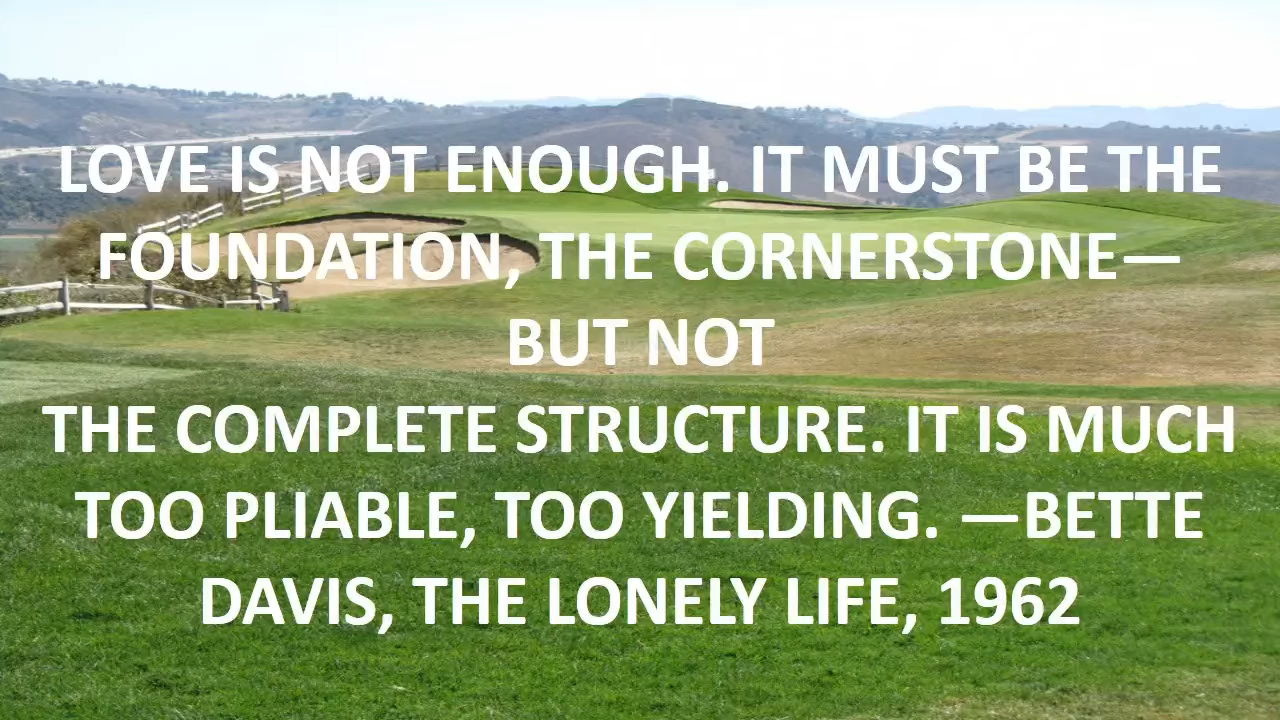 LOVE IS NOT ENOUGH. IT MUST BE THE
FOUNDATION, THE CORNERSTONE—
BUT NOT
THE COMPLETE STRUCTURE. IT IS MUCH
TOO PLIABLE, TOO YIELDING. —BETTE
DAVIS, THE LONELY LIFE, 1962